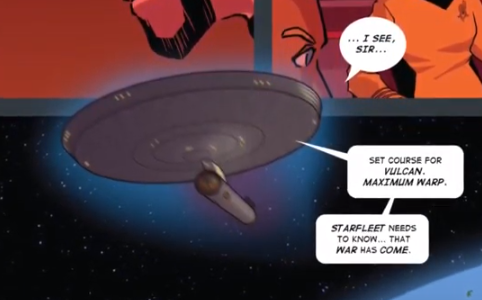 ... I SEE,
SIR...
SET COURSE FOR
VULCAN.
MAXIMUM WARP.
STARFLEET NEEDS
TO KNOW... THAT
WAR HAS COME.